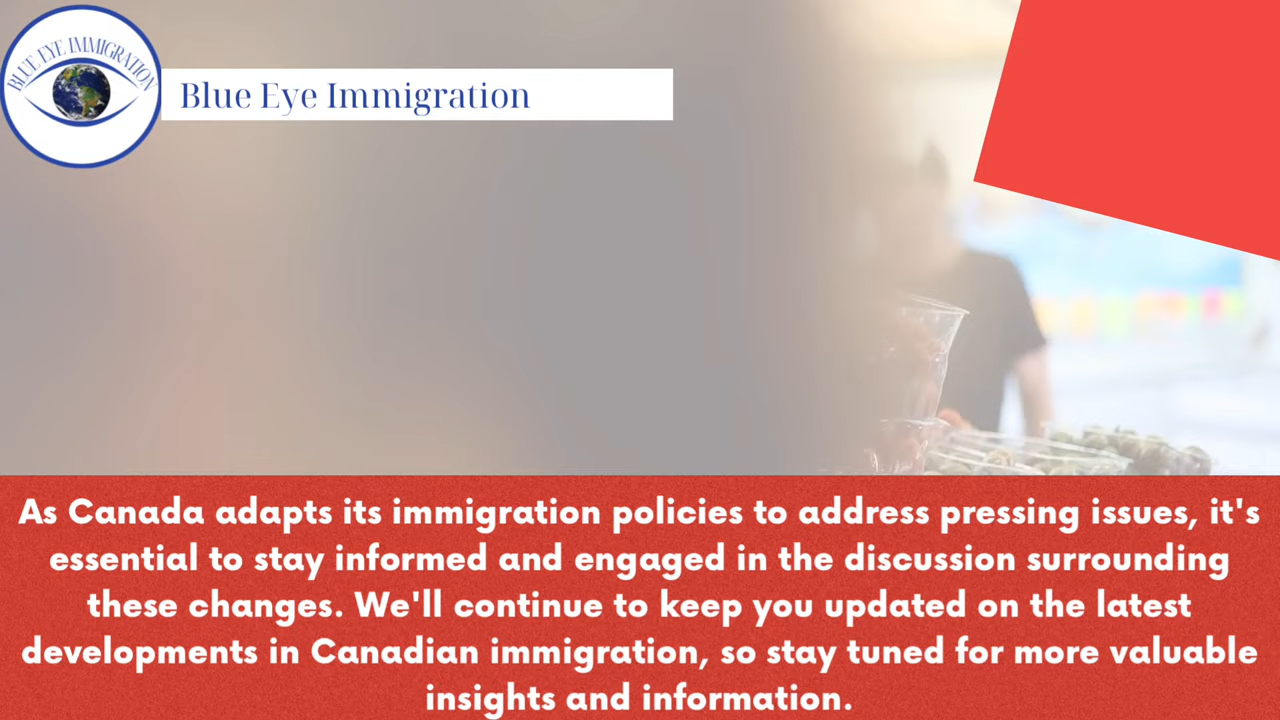 BLUE EYE IMMIGRATION
Blue Eye Immigration
As Canada adapts its immigration policies to address pressing issues, it's
essential to stay informed and engaged in the discussion surrounding
these changes. We'll continue to keep you updated on the latest
developments in Canadian immigration, so stay tuned for more valuable
insights and information.